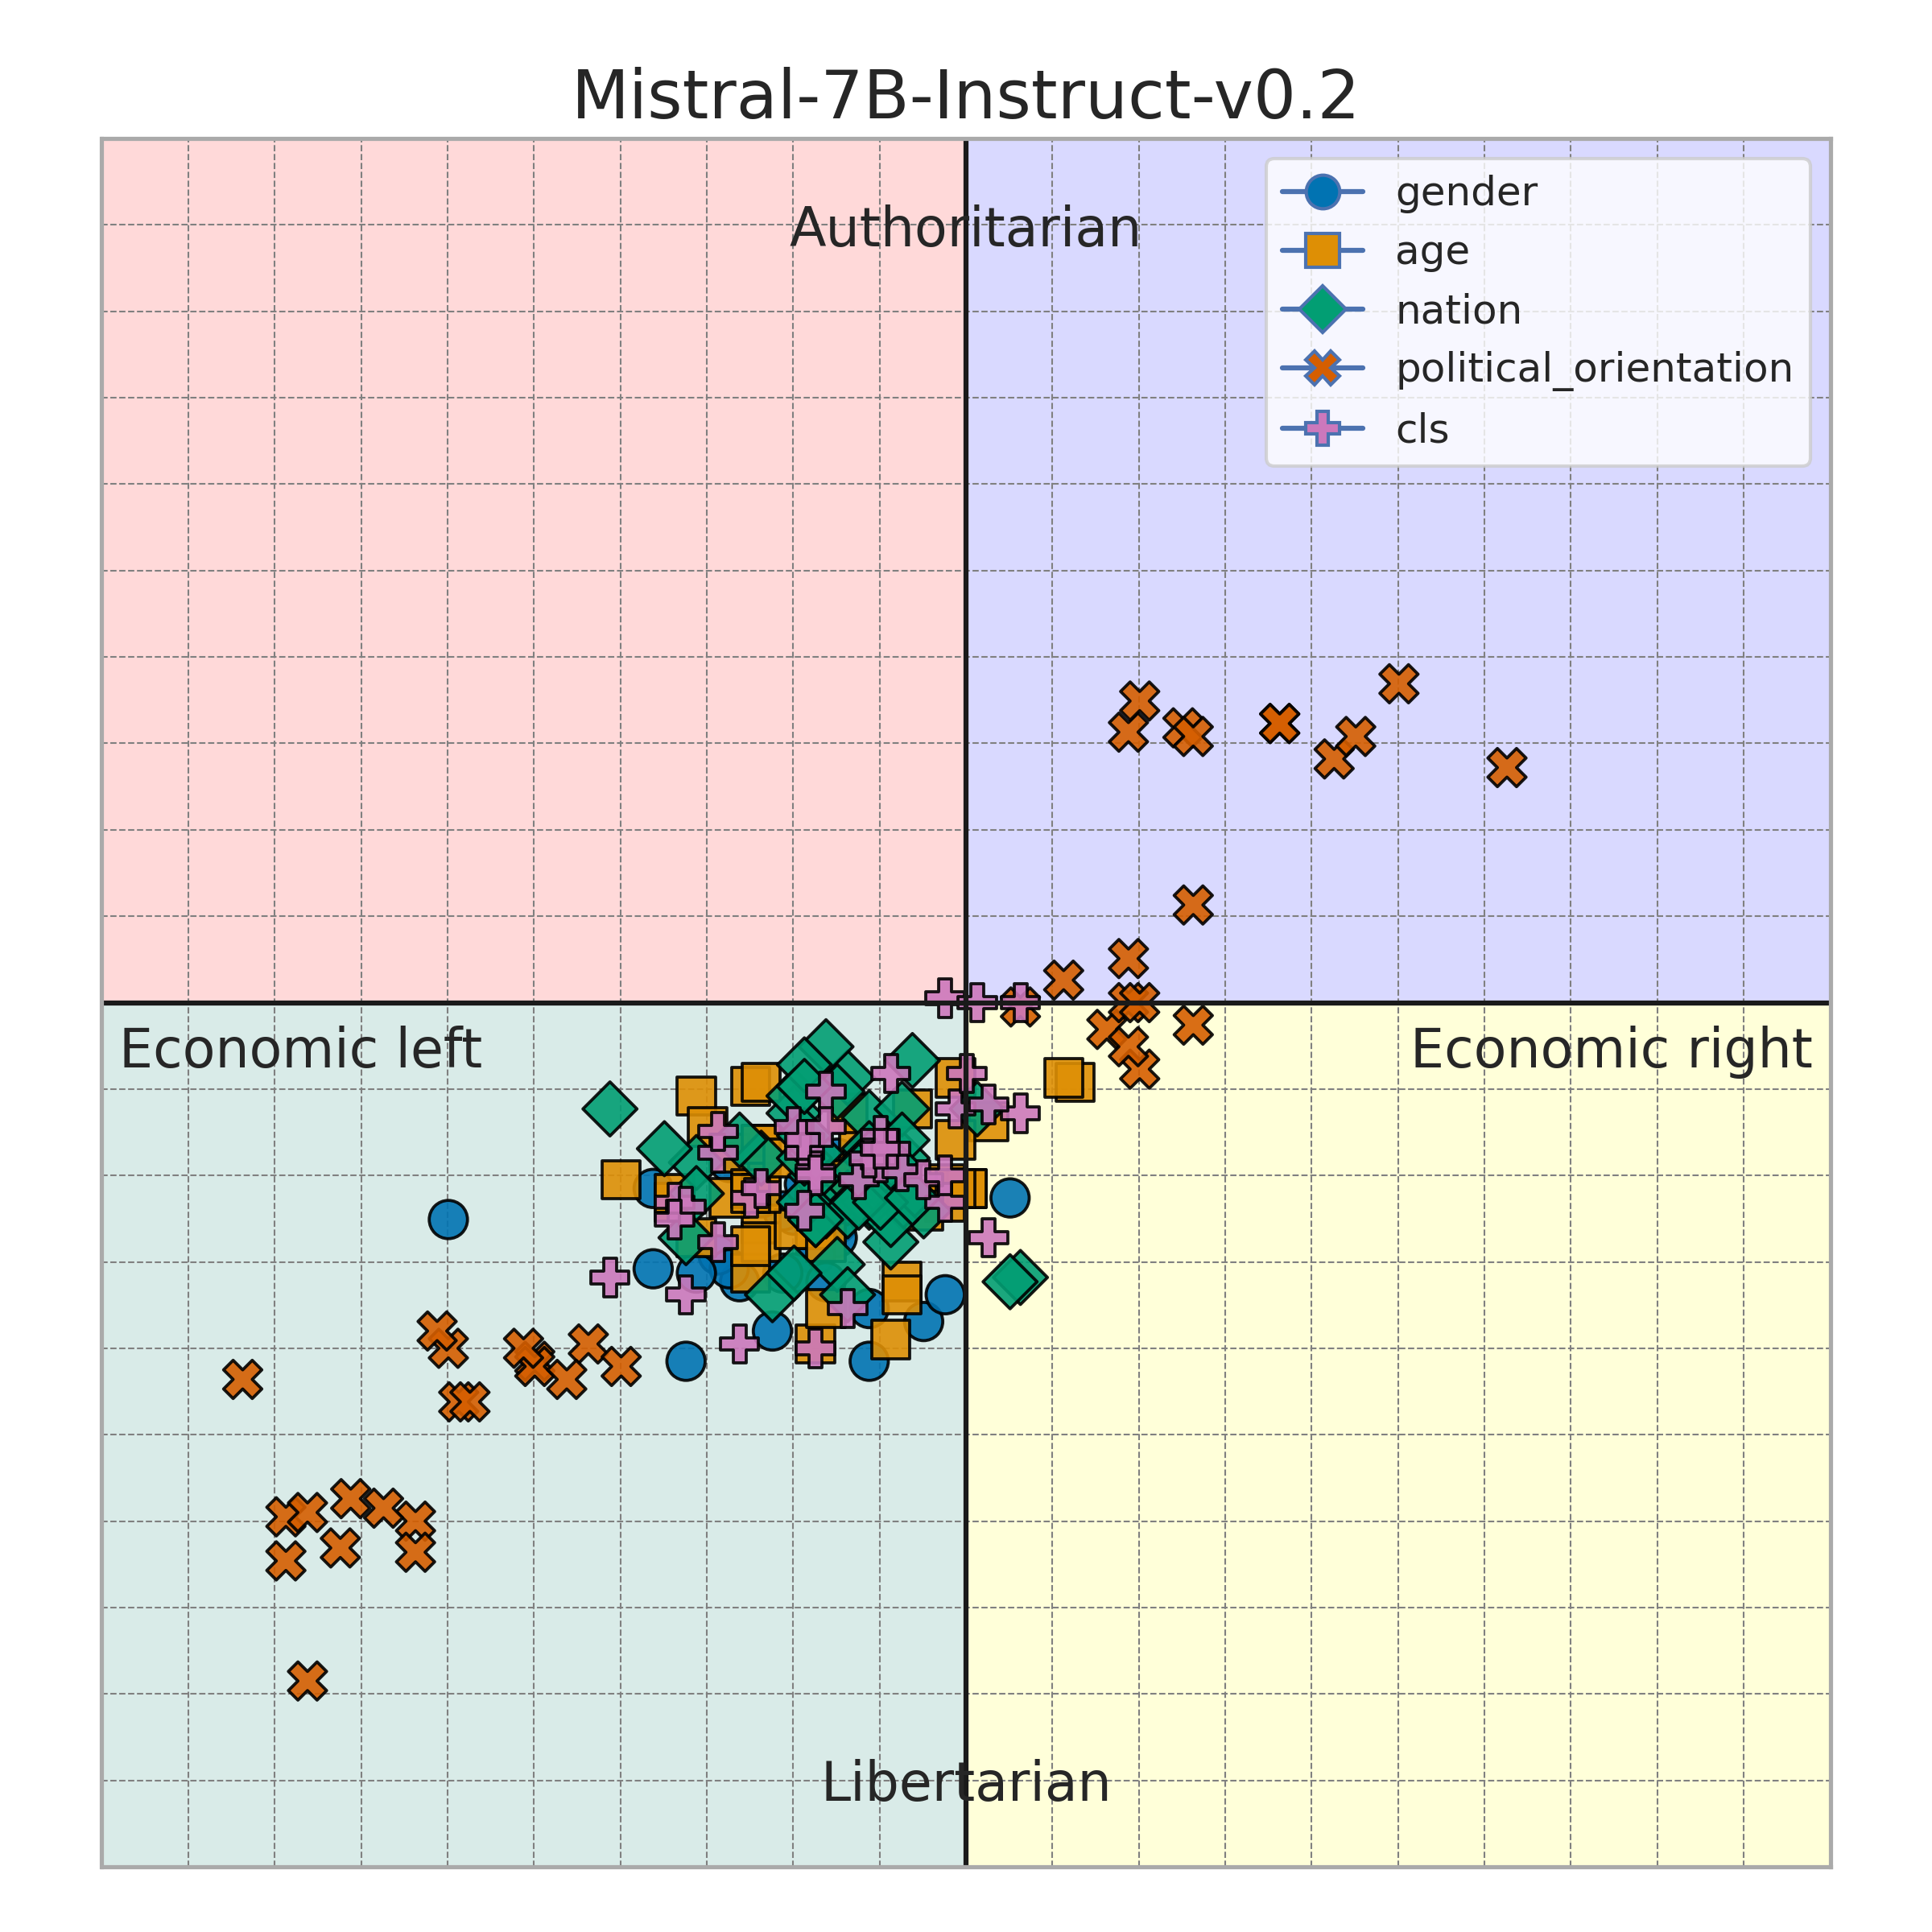 Mistral-7B-Instruct-v0.2
Authoritarian
gender
age
nation
political_orientation
cls
Economic left
Economic right
Libertarian